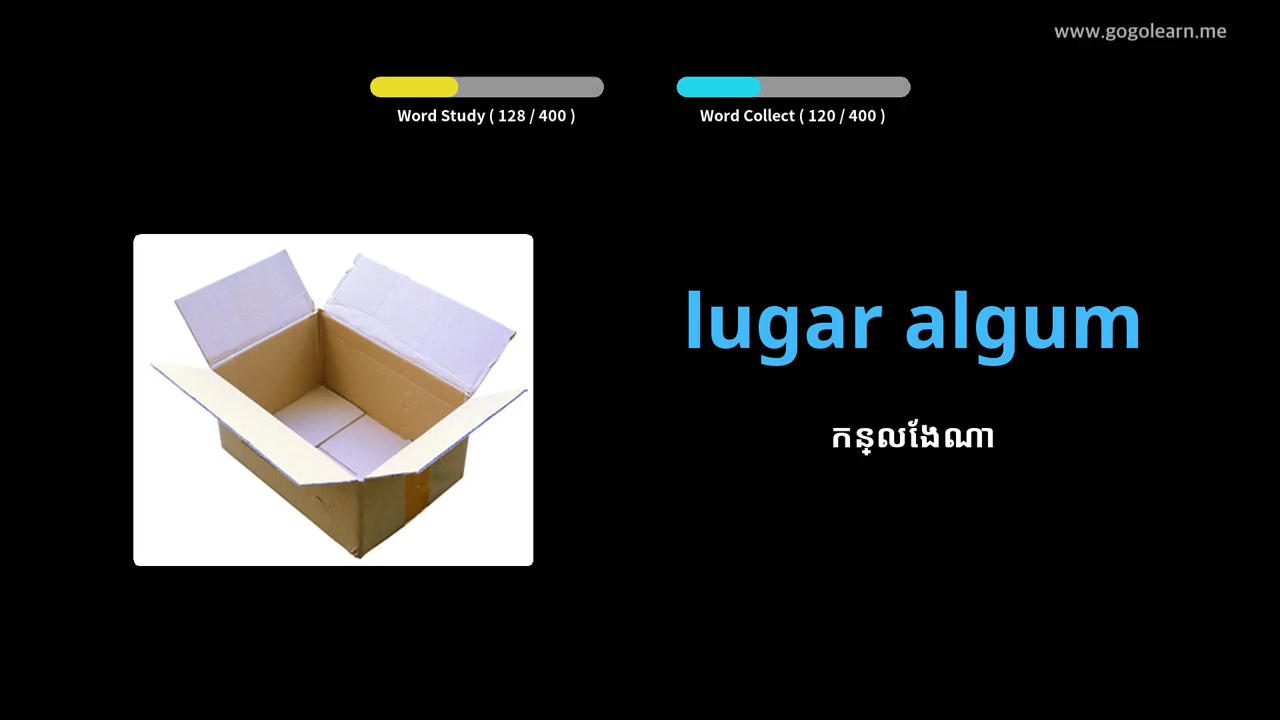 www.gogolearn.me
Word Study ( 128 / 400 )
Word Collect ( 120 / 400 )
lugar algum
កន្លងែណា